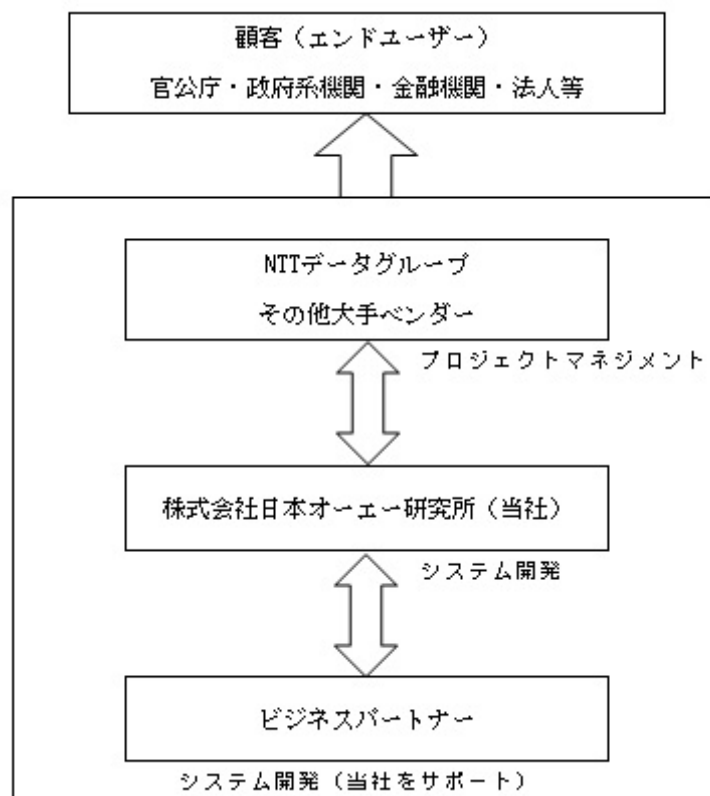 顧客（エンドユーザー）
官公庁・政府系機関・金融機関・法人等
NTTデータグループ
その他大手ベンダー
プロジェクトマネジメント
株式会社日本オーエー研究所（当社）
システム開発
ビジネスパートナー
システム開発（当社をサポート）